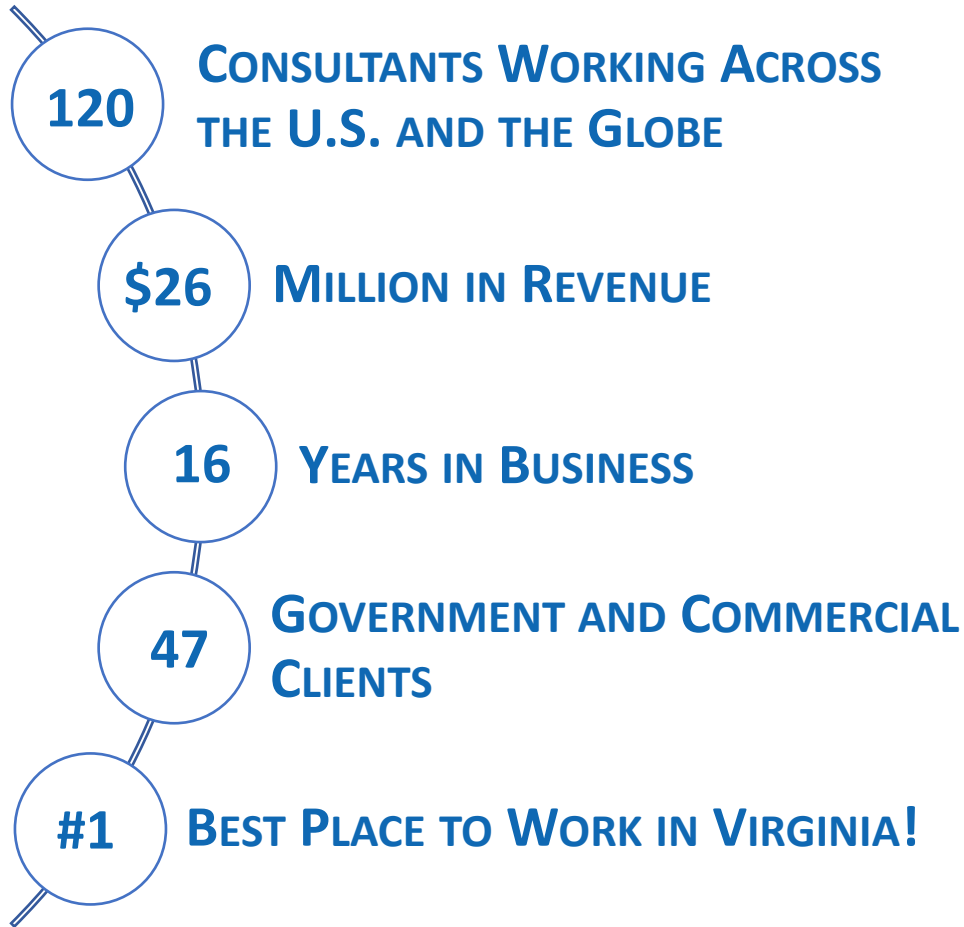 120
Consultants Working Across
the U.S. and the Globe
$26
Million in Revenue
16
Years in Business
47
Government and Commercial
Clients
#1
Best Place to Work in Virginia!